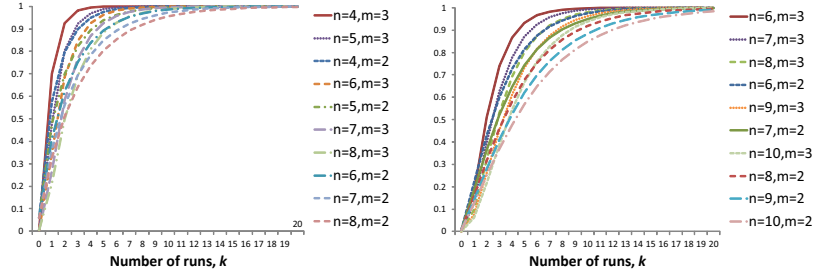 1
0.9
0.8
0.7
0.6
0.5
0.4
0.3
0.2
0.1
0
0 1 2 3 4 5 6 7 8 9 10 11 12 13 14 15 16 17 18 19
20
Number of runs, k
n=4,m=3
n=5,m=3
n=4,m=2
n=6,m=3
n=5,m=2
n=7,m=3
n=8,m=3
n=6,m=2
n=7,m=2
n=8,m=2
1
0.9
0.8
0.7
0.6
0.5
0.4
0.3
0.2
0.1
0
0 1 2 3 4 5 6 7 8 9 10 11 12 13 14 15 16 17 18 19 20
Number of runs, k
n=6,m=3
n=7,m=3
n=8,m=3
n=6,m=2
n=9,m=3
n=7,m=2
n=10,m=3
n=8,m=2
n=9,m=2
n=10,m=2